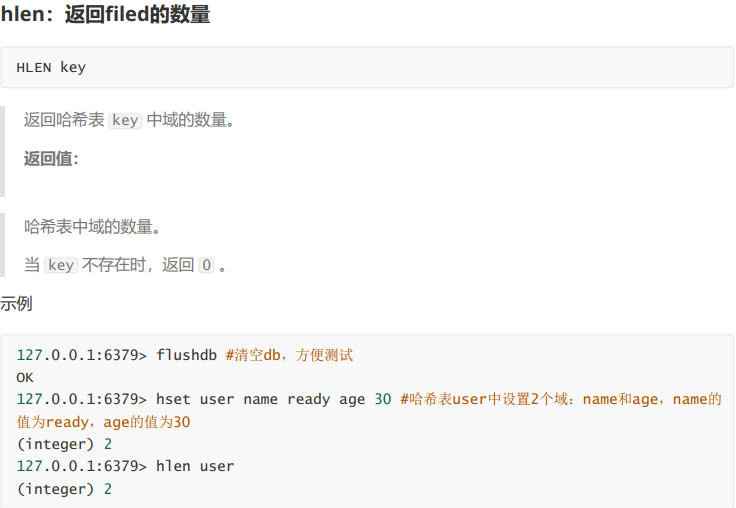 hlen：返回filed的数量
HLEN key
返回哈希表 key 中域的数量。
返回值：
哈希表中域的数量。
当 key 不存在时，返回 0 。
示例
127.0.0.1:6379> flushdb #清空db，方便测试
OK
127.0.0.1:6379> hset user name ready age 30 #哈希表user中设置2个域：name和age，name的
值为ready，age的值为30
(integer) 2
127.0.0.1:6379> hlen user
(integer) 2